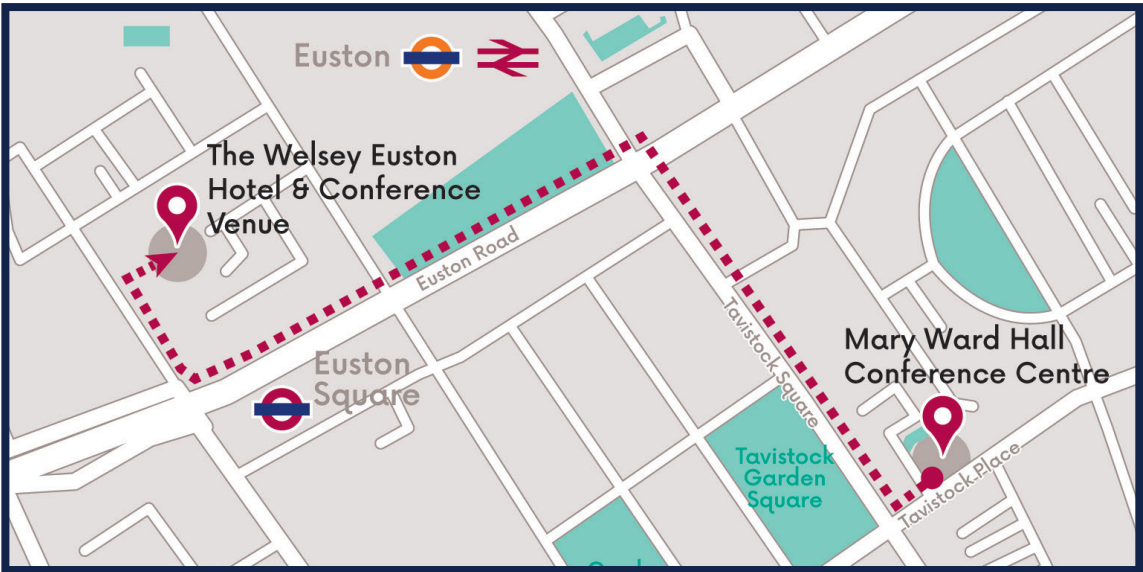 Euston
The Welsey Euston
Hotel & Conference
Venue
Euston Road
Euston
Square
Tavistock Square
Mary Ward Hall
Conference Centre
Tavistock
Garden
Square
Tavistock Place